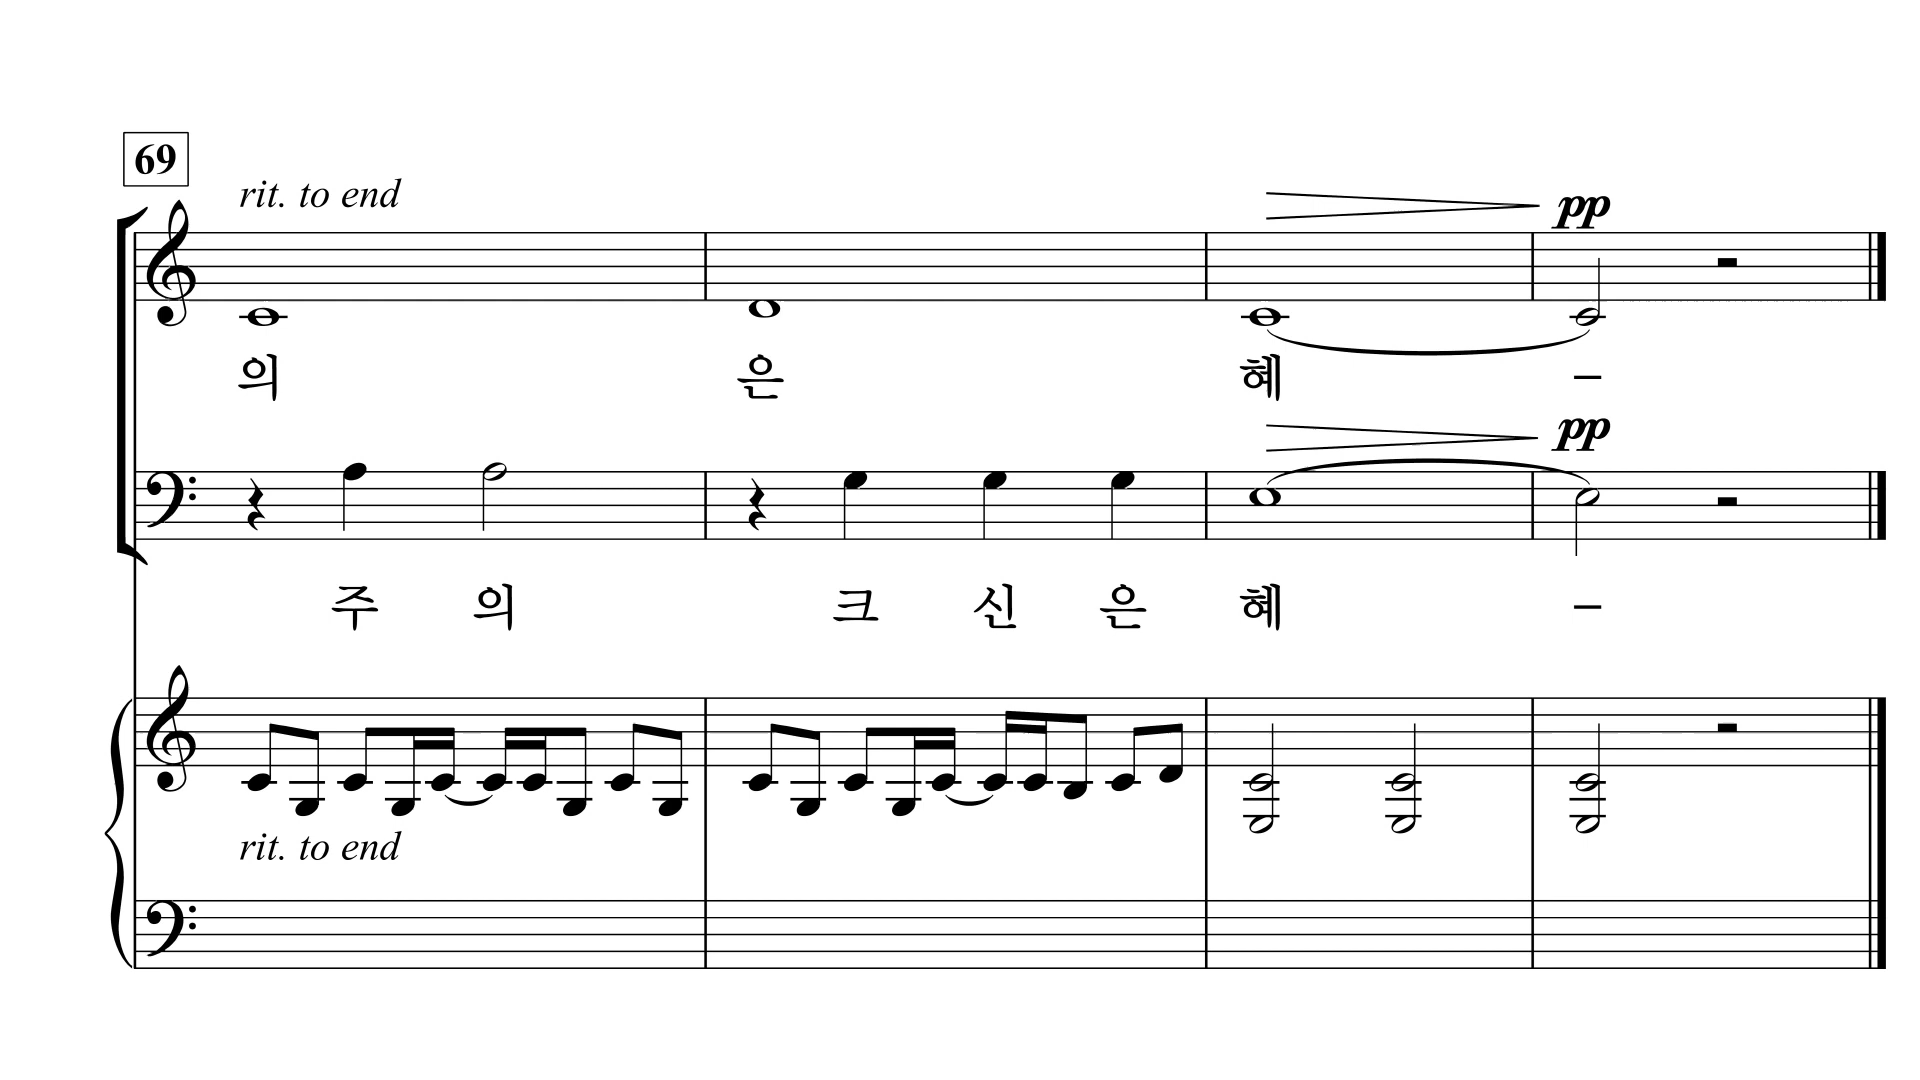 69
rit. to end
pp
의 은 혜 –
pp
주 의 크 신 은 혜 –
rit. to end